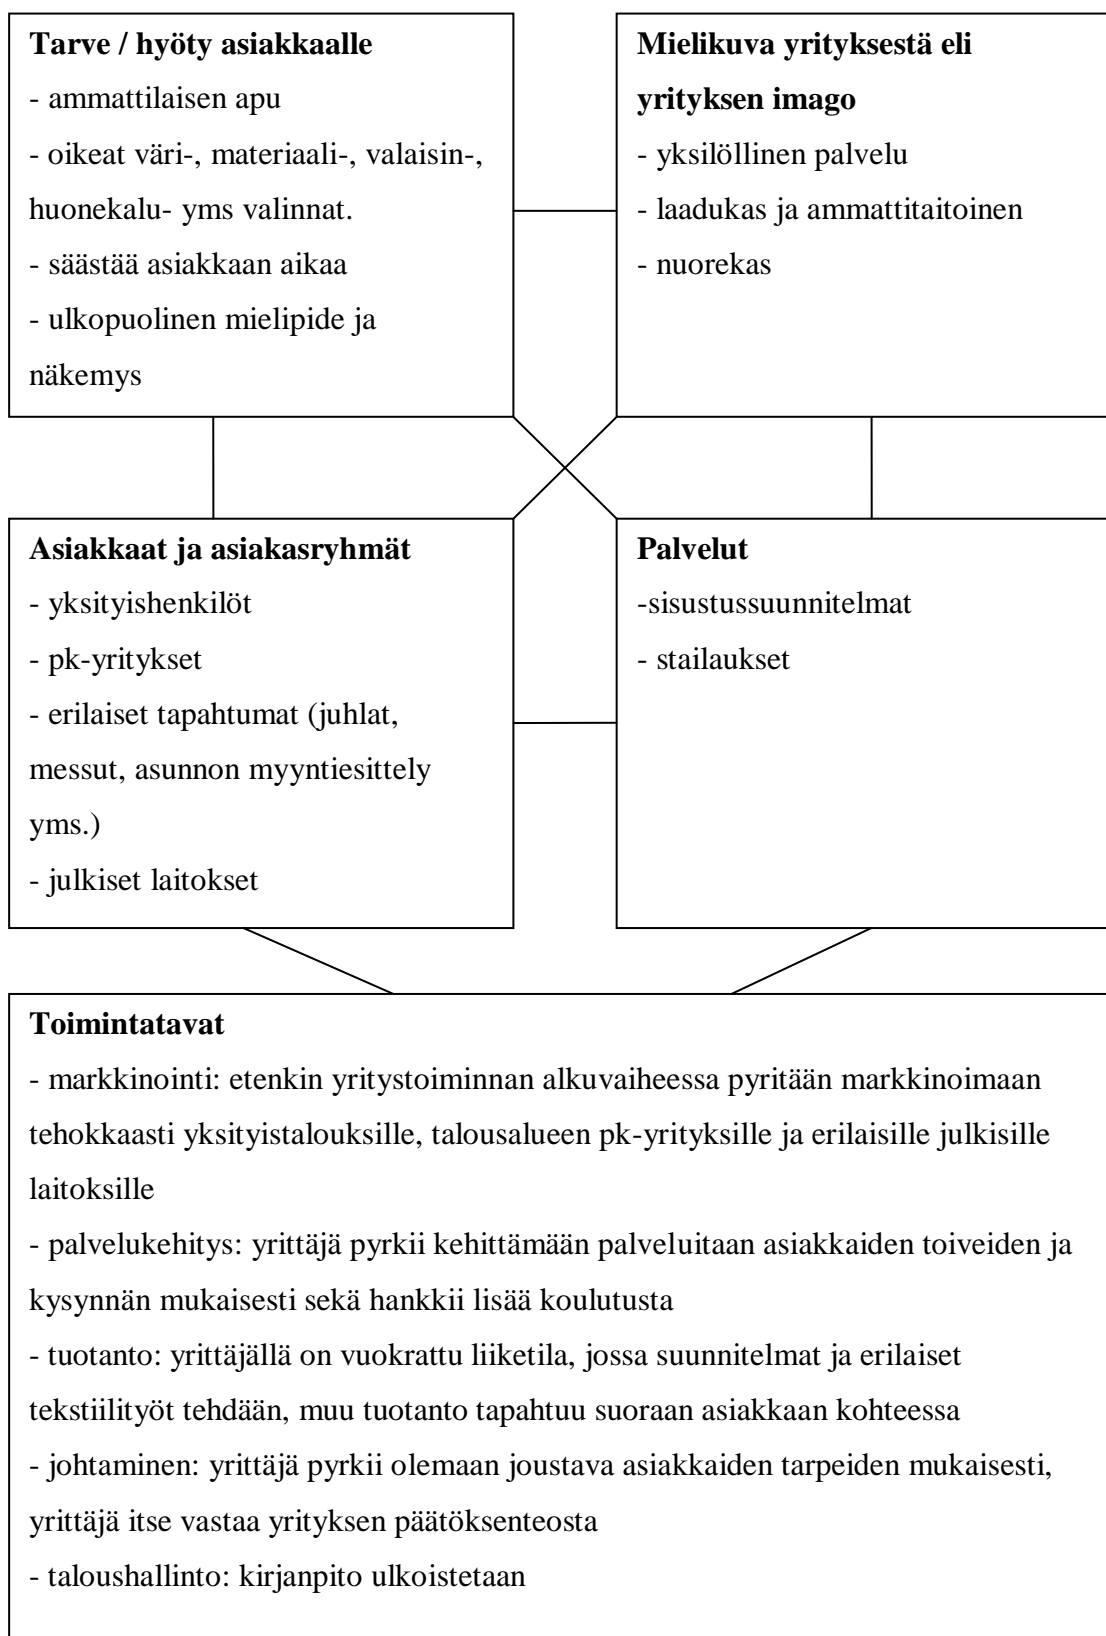 Tarve / hyöty asiakkaalle
- ammattilaisen apu
- oikeat väri-, materiaali-, valaisin-,
huonekalu- yms valinnat.
- säästää asiakkaan aikaa
- ulkopuolinen mielipide ja
näkemys
Mielikuva yrityksestä eli
yrityksen imago
- yksilöllinen palvelu
- laadukas ja ammattitaitoinen
- nuorekas
Asiakkaat ja asiakasryhmät
- yksityishenkilöt
- pk-yritykset
- erilaiset tapahtumat (juhlat,
messut, asunnon myyntiesittely
yms.)
- julkiset laitokset
Palvelut
-sisustussuunnitelmat
- stailaukset
Toimintatavat
- markkinointi: etenkin yritystoiminnan alkuvaiheessa pyritään markkinoimaan
tehokkaasti yksityistalouksille, talousalueen pk-yrityksille ja erilaisille julkisille
laitoksille
- palvelukehitys: yrittäjä pyrkii kehittämään palveluitaan asiakkaiden toiveiden ja
kysynnän mukaisesti sekä hankkii lisää koulutusta
- tuotanto: yrittäjällä on vuokrattu liiketila, jossa suunnitelmat ja erilaiset
tekstiilityöt tehdään, muu tuotanto tapahtuu suoraan asiakkaan kohteessa
- johtaminen: yrittäjä pyrkii olemaan joustava asiakkaiden tarpeiden mukaisesti,
yrittäjä itse vastaa yrityksen päätöksenteosta
- taloushallinto: kirjanpito ulkoistetaan